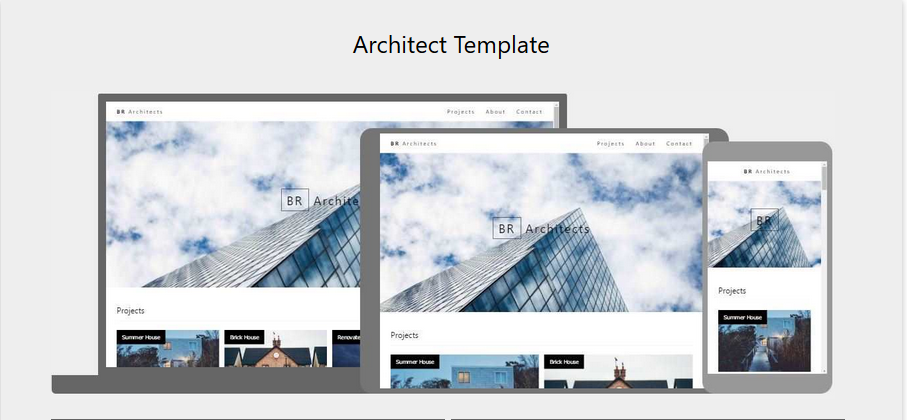 Architect Template
BR Architects
Projects About Contact
BR Archite
Projects
Summer House
Brick House
Renovate
BR Architects
Projects About Contact
BR Architects
Projects
Summer House
Brick House
BR Architects
BR
Projects
Summer House